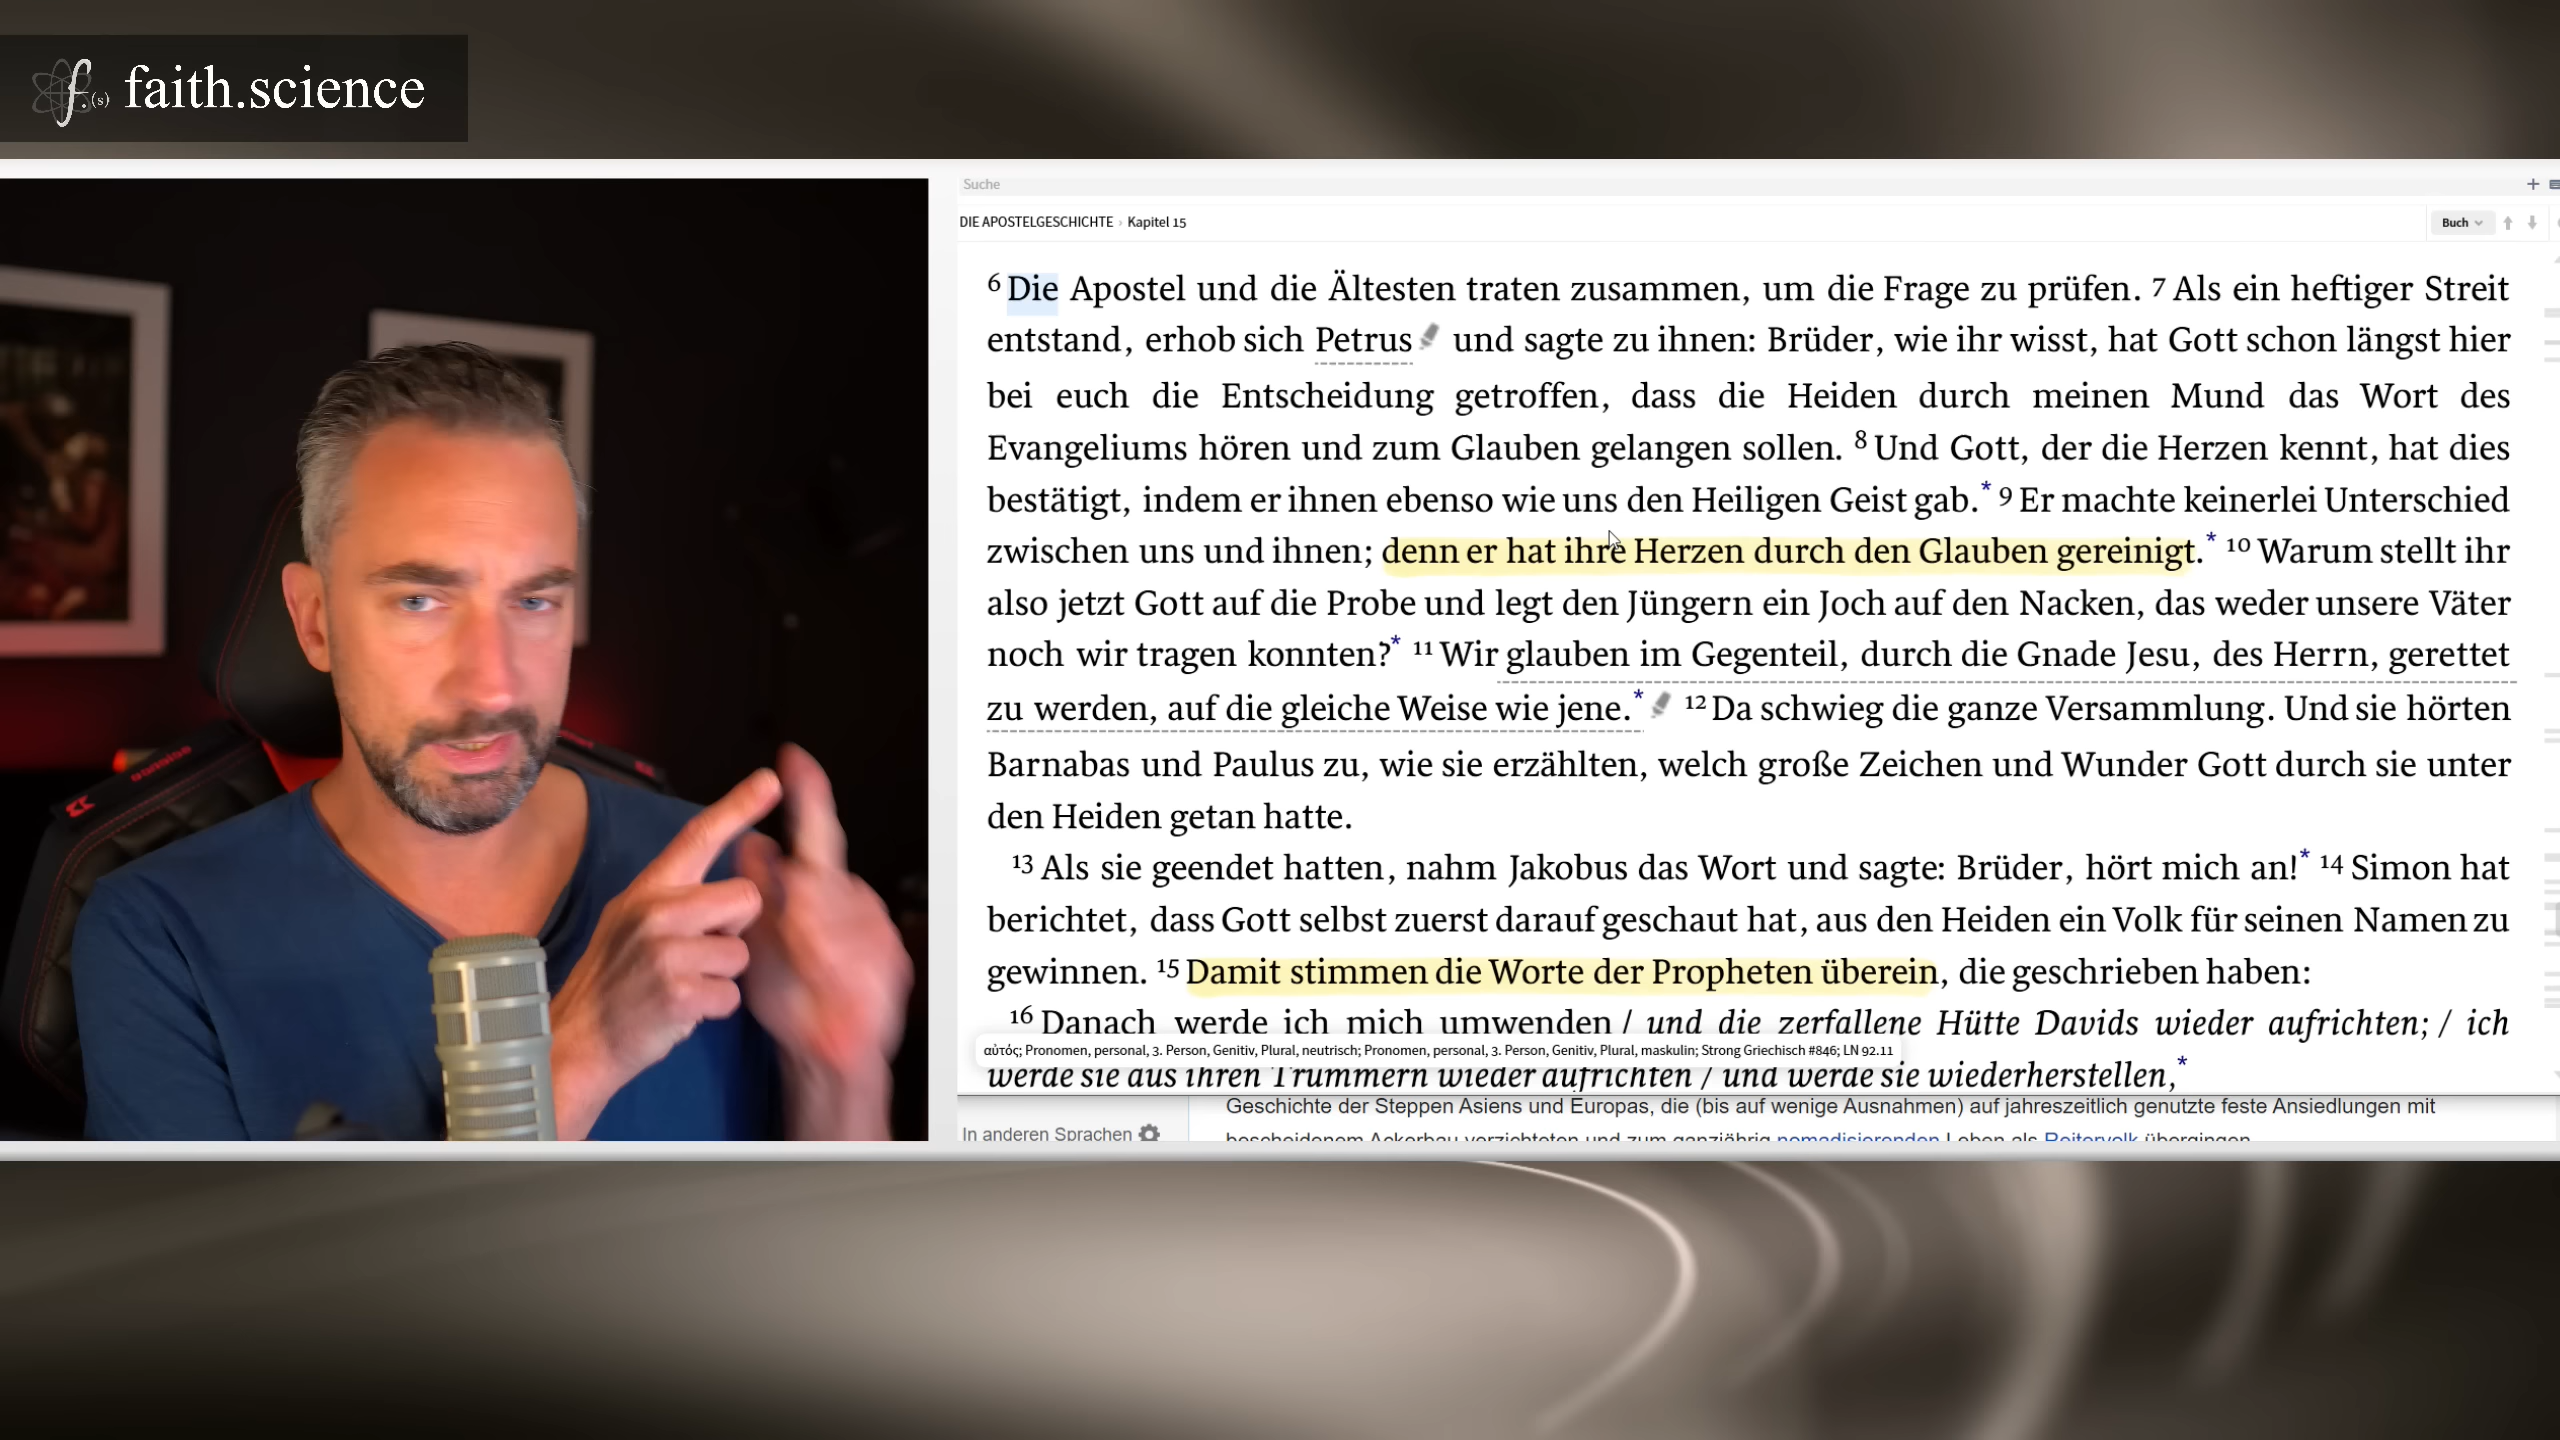 f(s) faith.science
Suche
DIE APOSTELGESCHICHTE › Kapitel 15
Buch
6 Die Apostel und die Ältesten traten zusammen, um die Frage zu prüfen. 7 Als ein heftiger Streit
entstand, erhob sich Petrus und sagte zu ihnen: Brüder, wie ihr wisst, hat Gott schon längst hier
bei euch die Entscheidung getroffen, dass die Heiden durch meinen Mund das Wort des
Evangeliums hören und zum Glauben gelangen sollen. 8 Und Gott, der die Herzen kennt, hat dies
bestätigt, indem er ihnen ebenso wie uns den Heiligen Geist gab.* 9 Er machte keinerlei Unterschied
zwischen uns und ihnen; denn er hat ihre Herzen durch den Glauben gereinigt.* 10 Warum stellt ihr
also jetzt Gott auf die Probe und legt den Jüngern ein Joch auf den Nacken, das weder unsere Väter
noch wir tragen konnten?* 11 Wir glauben im Gegenteil, durch die Gnade Jesu, des Herrn, gerettet
zu werden, auf die gleiche Weise wie jene.* 12 Da schwieg die ganze Versammlung. Und sie hörten
Barnabas und Paulus zu, wie sie erzählten, welch große Zeichen und Wunder Gott durch sie unter
den Heiden getan hatte.
13 Als sie geendet hatten, nahm Jakobus das Wort und sagte: Brüder, hört mich an!* 14 Simon hat
berichtet, dass Gott selbst zuerst darauf geschaut hat, aus den Heiden ein Volk für seinen Namen zu
gewinnen. 15 Damit stimmen die Worte der Propheten überein, die geschrieben haben:
16 Danach werde ich mich umwenden / und die zerfallene Hütte Davids wieder aufrichten; / ich
αὐτός; Pronomen, personal, 3. Person, Genitiv, Plural, neutrisch; Pronomen, personal, 3. Person, Genitiv, Plural, maskulin; Strong Griechisch #846; LN 92.11
werde sie aus ihren Trümmern wieder aufrichten / und werde sie wiederherstellen,*
Geschichte der Steppen Asiens und Europas, die (bis auf wenige Ausnahmen) auf jahreszeitlich genutzte feste Ansiedlungen mit
In anderen Sprachen
bescheidenem Ackerbau verzichteten und zum ganzjährig nomadisierenden Leben als Reitervolk übergingen